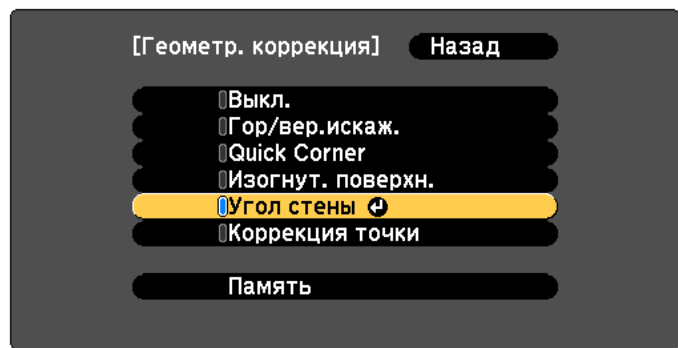 [Геометр. коррекция] Назад
Выкл.
Гор/вер.искаж.
Quick Corner
Изогнут. поверхн.
Угол стены
Коррекция точки
Память